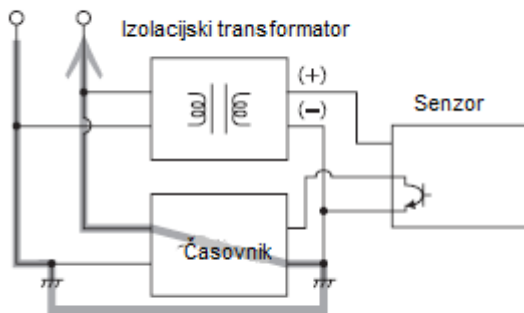 Izolacijski transformator
(+)
(−)
Senzor
Časovnik